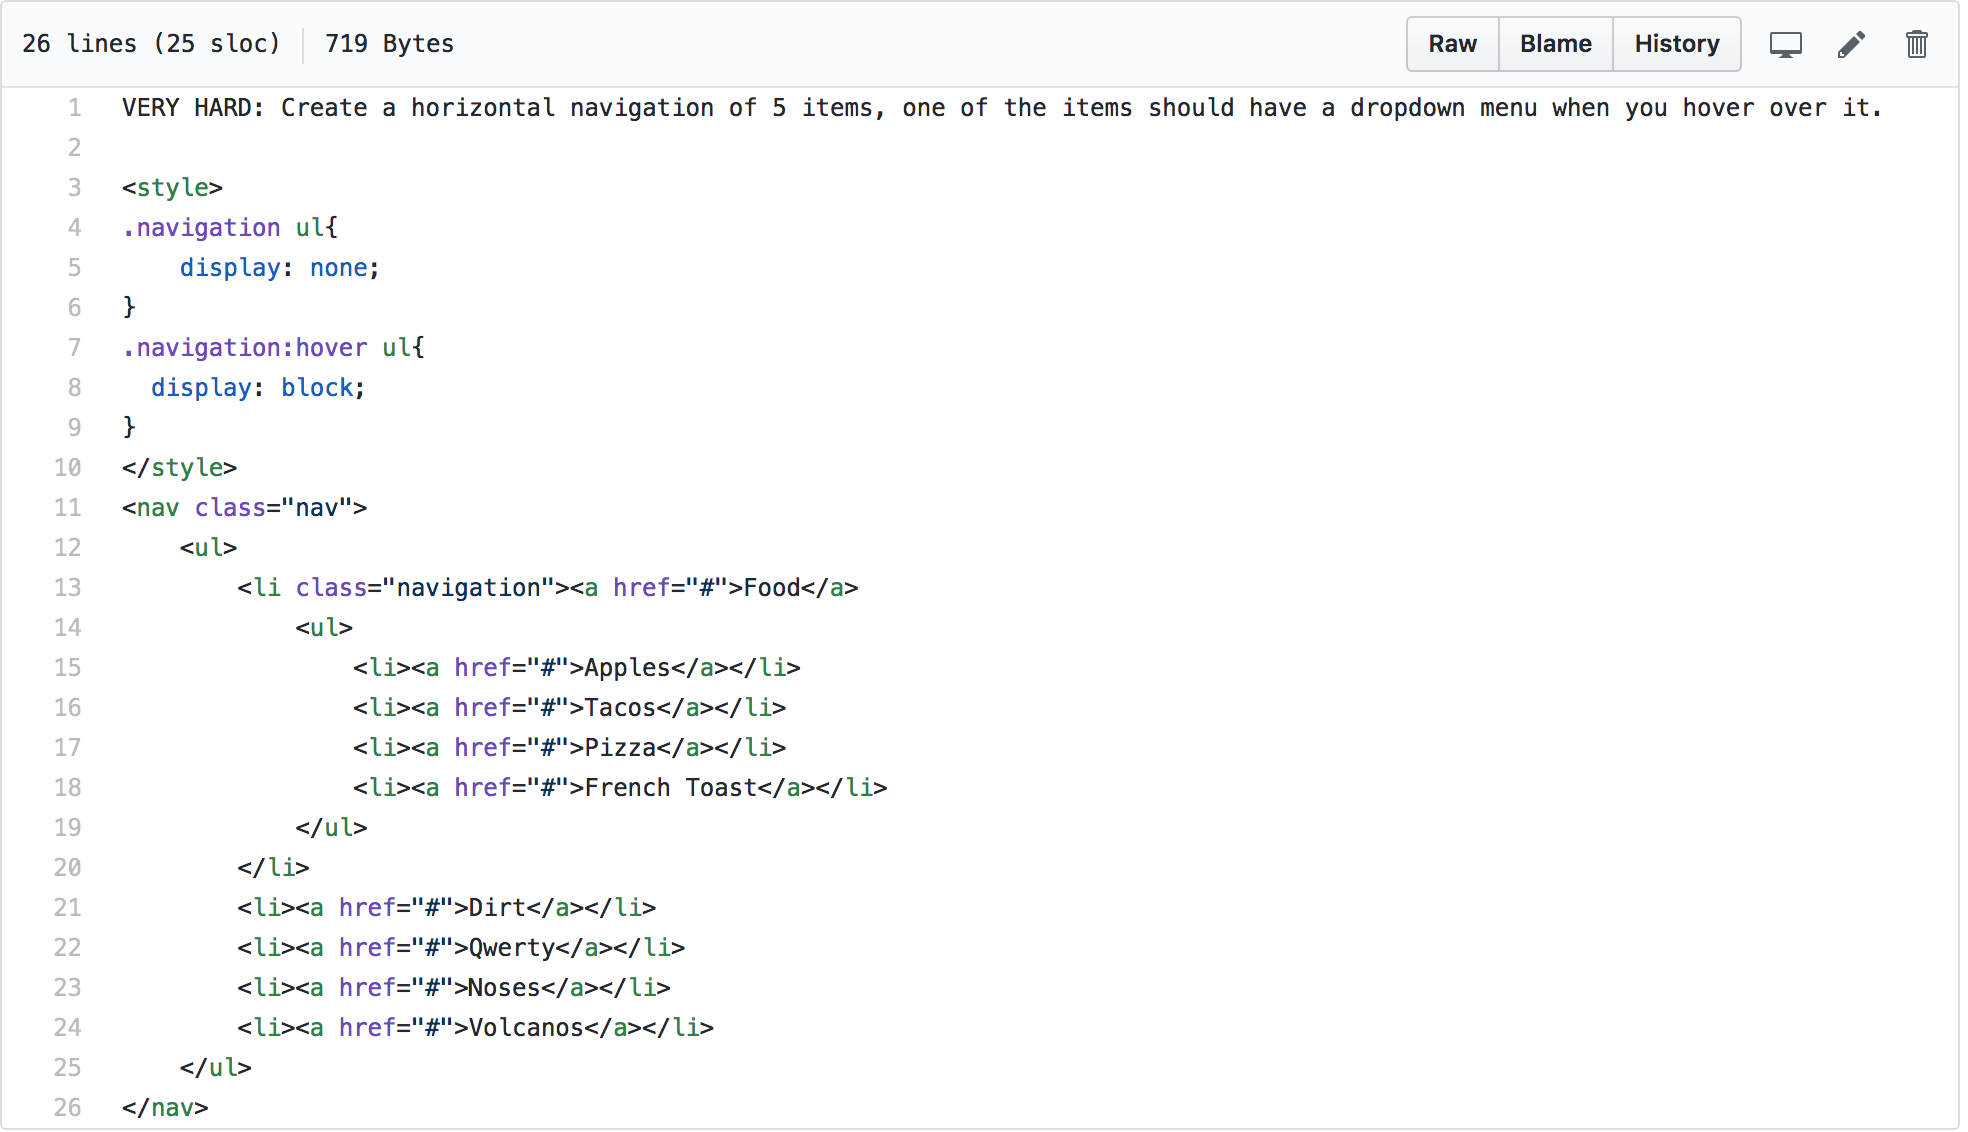 26 lines (25 sloc) 719 Bytes Raw Blame History
1 VERY HARD: Create a horizontal navigation of 5 items, one of the items should have a dropdown menu when you hover over it.
2
3 <style>
4 .navigation ul{
5     display: none;
6 }
7 .navigation:hover ul{
8   display: block;
9 }
10 </style>
11 <nav class="nav">
12     <ul>
13         <li class="navigation"><a href="#">Food</a>
14             <ul>
15                 <li><a href="#">Apples</a></li>
16                 <li><a href="#">Tacos</a></li>
17                 <li><a href="#">Pizza</a></li>
18                 <li><a href="#">French Toast</a></li>
19             </ul>
20         </li>
21         <li><a href="#">Dirt</a></li>
22         <li><a href="#">Qwerty</a></li>
23         <li><a href="#">Noses</a></li>
24         <li><a href="#">Volcanos</a></li>
25     </ul>
26 </nav>